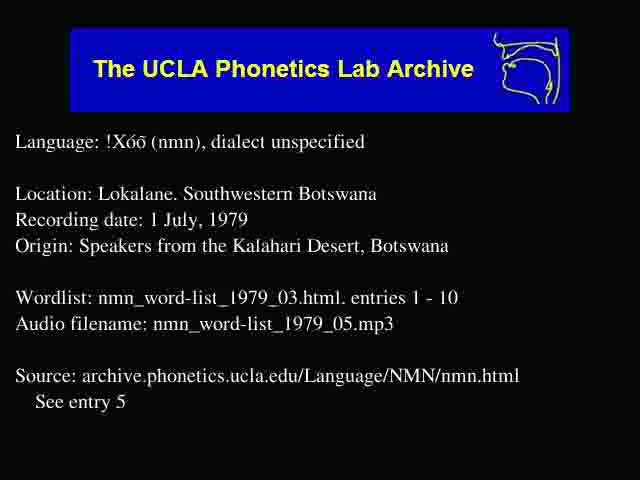 The UCLA Phonetics Lab Archive
Language: !Xóõ (nmn), dialect unspecified
Location: Lokalane. Southwestern Botswana
Recording date: 1 July, 1979
Origin: Speakers from the Kalahari Desert, Botswana
Wordlist: nmn_word-list_1979_03.html. entries 1 - 10
Audio filename: nmn_word-list_1979_05.mp3
Source: archive.phonetics.ucla.edu/Language/NMN/nmn.html
See entry 5